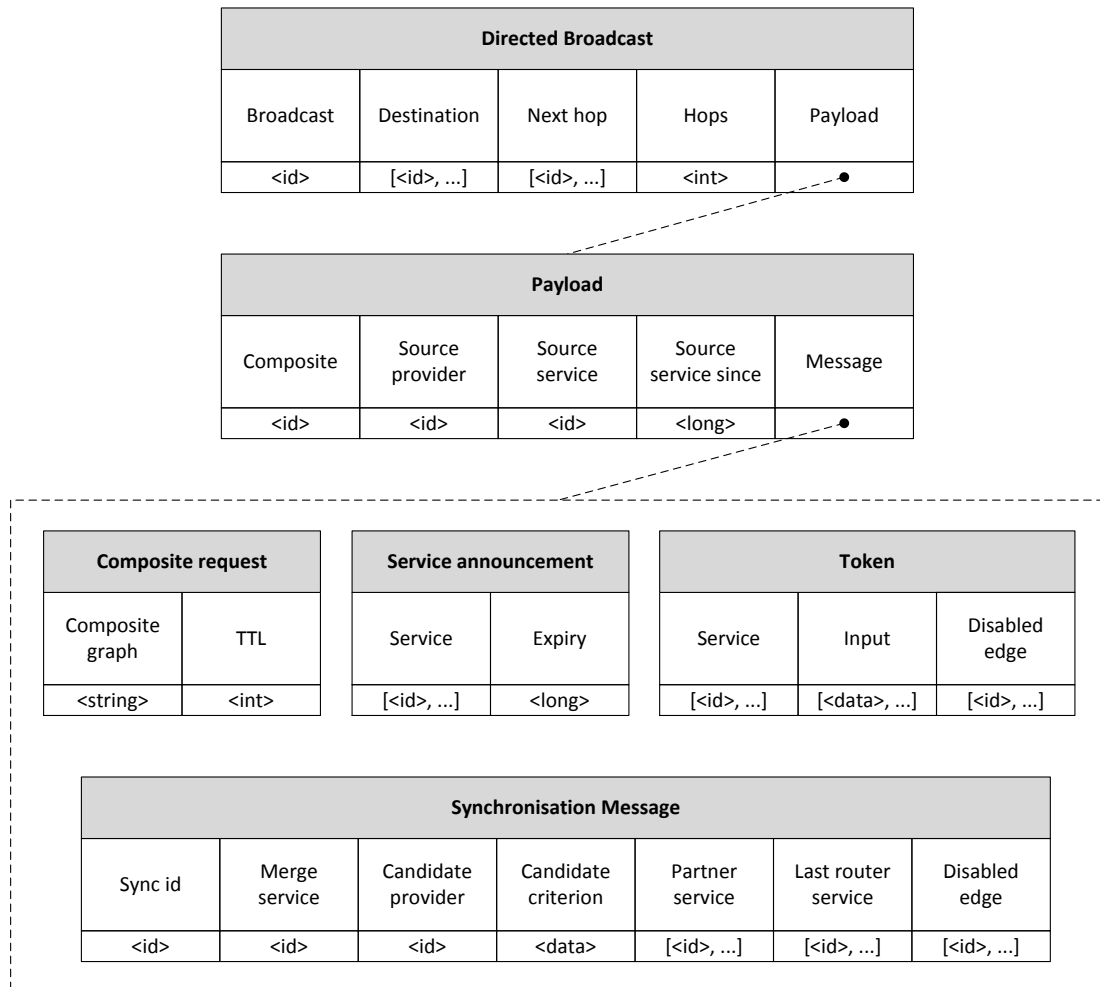 Directed Broadcast
Broadcast Destination Next hop Hops Payload
<id> [<id>, ...] [<id>, ...] <int>
Payload
Composite Source provider Source service Source service since Message
<id> <id> <id> <long>
Composite request
Composite graph TTL
<string> <int>
Service announcement
Service Expiry
[<id>, ...] <long>
Token
Service Input Disabled edge
[<id>, ...] [<data>, ...] [<id>, ...]
Synchronisation Message
Sync id Merge service Candidate provider Candidate criterion Partner service Last router service Disabled edge
<id> <id> <id> <data> [<id>, ...] [<id>, ...] [<id>, ...]